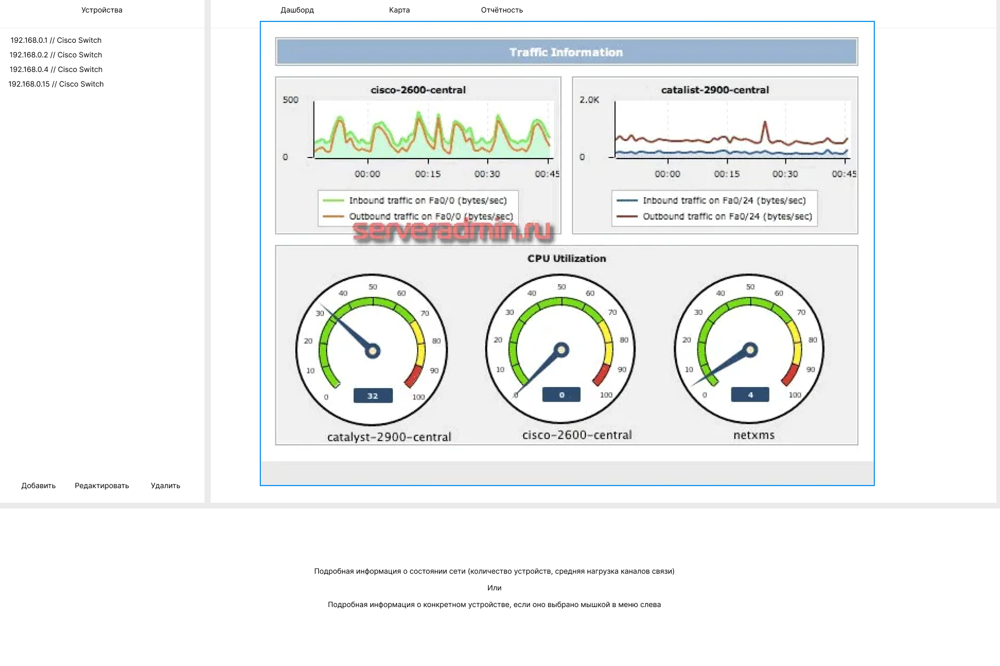 Устройства
Дашборд Карта Отчётность
192.168.0.1 // Cisco Switch
192.168.0.2 // Cisco Switch
192.168.0.4 // Cisco Switch
192.168.0.15 // Cisco Switch
Добавить Редактировать Удалить
Traffic Information
cisco-2600-central
500
0
00:00 00:15 00:30 00:45
Inbound traffic on Fa0/0 (bytes/sec)
Outbound traffic on Fa0/0 (bytes/sec)
catalist-2900-central
2.0K
0
00:00 00:15 00:30 00:45
Inbound traffic on Fa0/24 (bytes/sec)
Outbound traffic on Fa0/24 (bytes/sec)
serveradmin.ru
CPU Utilization
0 10 20 30 40 50 60 70 80 90 100
32
catalyst-2900-central
0 10 20 30 40 50 60 70 80 90 100
0
cisco-2600-central
0 10 20 30 40 50 60 70 80 90 100
4
netxms
Подробная информация о состоянии сети (количество устройств, средняя нагрузка каналов связи)
Или
Подробная информация о конкретном устройстве, если оно выбрано мышкой в меню слева